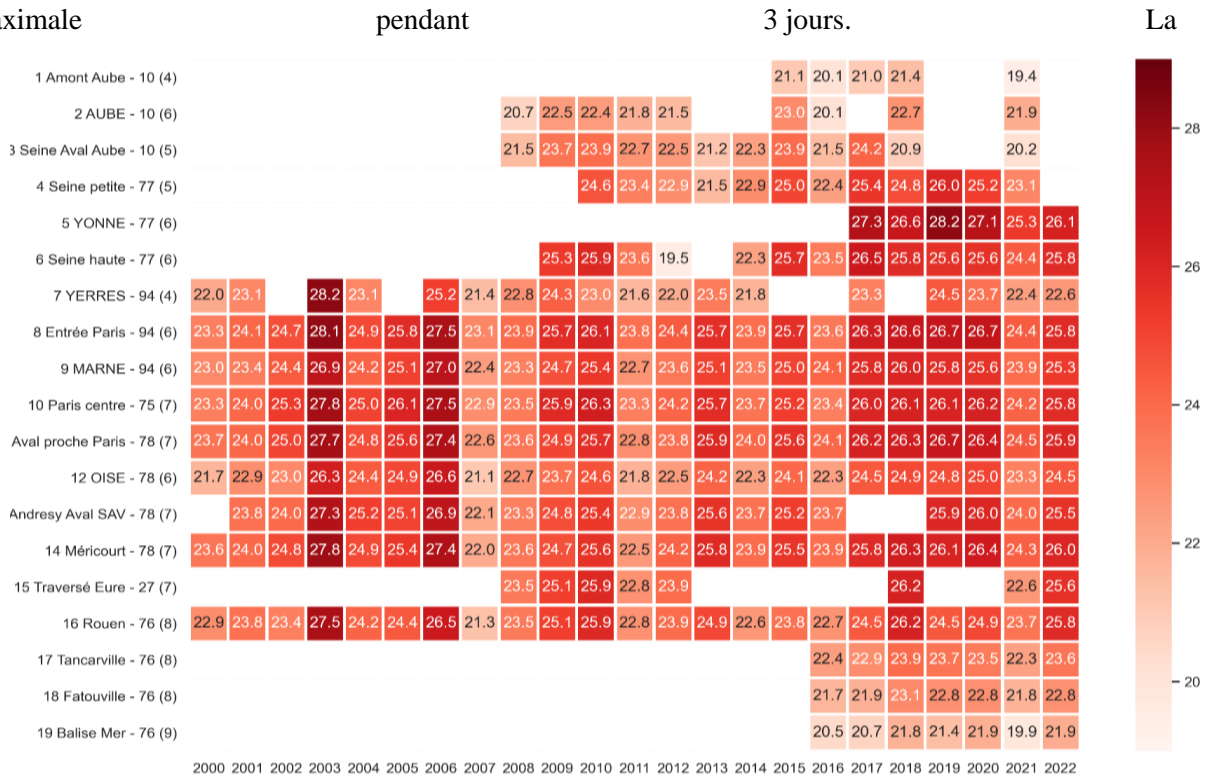 aximale pendant 3 jours. La
1 Amont Aube - 10 (4) 21.1 20.1 21.0 21.4 19.4
2 AUBE - 10 (6) 20.7 22.5 22.4 21.8 21.5 23.0 20.1 22.7 21.9
3 Seine Aval Aube - 10 (5) 21.5 23.7 23.9 22.7 22.5 21.2 22.3 23.9 21.5 24.2 20.9 20.2
28
4 Seine petite - 77 (5) 24.6 23.4 22.9 21.5 22.9 25.0 22.4 25.4 24.8 26.0 25.2 23.1
5 YONNE - 77 (6) 27.3 26.6 28.2 27.1 25.3 26.1
6 Seine haute - 77 (6) 25.3 25.9 23.6 19.5 22.3 25.7 23.5 26.5 25.8 25.6 25.6 24.4 25.8
26
7 YERRES - 94 (4) 22.0 23.1 28.2 23.1 25.2 21.4 22.8 24.3 23.0 21.6 22.0 23.5 21.8 23.3 24.5 23.7 22.4 22.6
8 Entrée Paris - 94 (6) 23.3 24.1 24.7 28.1 24.9 25.8 27.5 23.1 23.9 25.7 26.1 23.8 24.4 25.7 23.9 25.7 23.6 26.3 26.6 26.7 26.7 24.4 25.8
9 MARNE - 94 (6) 23.0 23.4 24.4 26.9 24.2 25.1 27.0 22.4 23.3 24.7 25.4 22.7 23.6 25.1 23.5 25.0 24.1 25.8 26.0 25.8 25.6 23.9 25.3
10 Paris centre - 75 (7) 23.3 24.0 25.3 27.8 25.0 26.1 27.5 22.9 23.5 25.9 26.3 23.3 24.2 25.7 23.7 25.2 23.4 26.0 26.1 26.1 26.2 24.2 25.8
24
Aval proche Paris - 78 (7) 23.7 24.0 25.0 27.7 24.8 25.6 27.4 22.6 23.6 24.9 25.7 22.8 23.8 25.9 24.0 25.6 24.1 26.2 26.3 26.7 26.4 24.5 25.9
12 OISE - 78 (6) 21.7 22.9 23.0 26.3 24.4 24.9 26.6 21.1 22.7 23.7 24.6 21.8 22.5 24.2 22.3 24.1 22.3 24.5 24.9 24.8 25.0 23.3 24.5
Andresy Aval SAV - 78 (7) 23.8 24.0 27.3 25.2 25.1 26.9 22.1 23.3 24.8 25.4 22.9 23.8 25.6 23.7 25.2 23.7 25.9 26.0 24.0 25.5
14 Méricourt - 78 (7) 23.6 24.0 24.8 27.8 24.9 25.4 27.4 22.0 23.6 24.7 25.6 22.5 24.2 25.8 23.9 25.5 23.9 25.8 26.3 26.1 26.4 24.3 26.0
22
15 Traversé Eure - 27 (7) 23.5 25.1 25.9 22.8 23.9 26.2 22.6 25.6
16 Rouen - 76 (8) 22.9 23.8 23.4 27.5 24.2 24.4 26.5 21.3 23.5 25.1 25.9 22.8 23.9 24.9 22.6 23.8 22.7 24.5 26.2 24.5 24.9 23.7 25.8
17 Tancarville - 76 (8) 22.4 22.9 23.9 23.7 23.5 22.3 23.6
20
18 Fatouville - 76 (8) 21.7 21.9 23.1 22.8 22.8 21.8 22.8
19 Balise Mer - 76 (9) 20.5 20.7 21.8 21.4 21.9 19.9 21.9
2000 2001 2002 2003 2004 2005 2006 2007 2008 2009 2010 2011 2012 2013 2014 2015 2016 2017 2018 2019 2020 2021 2022